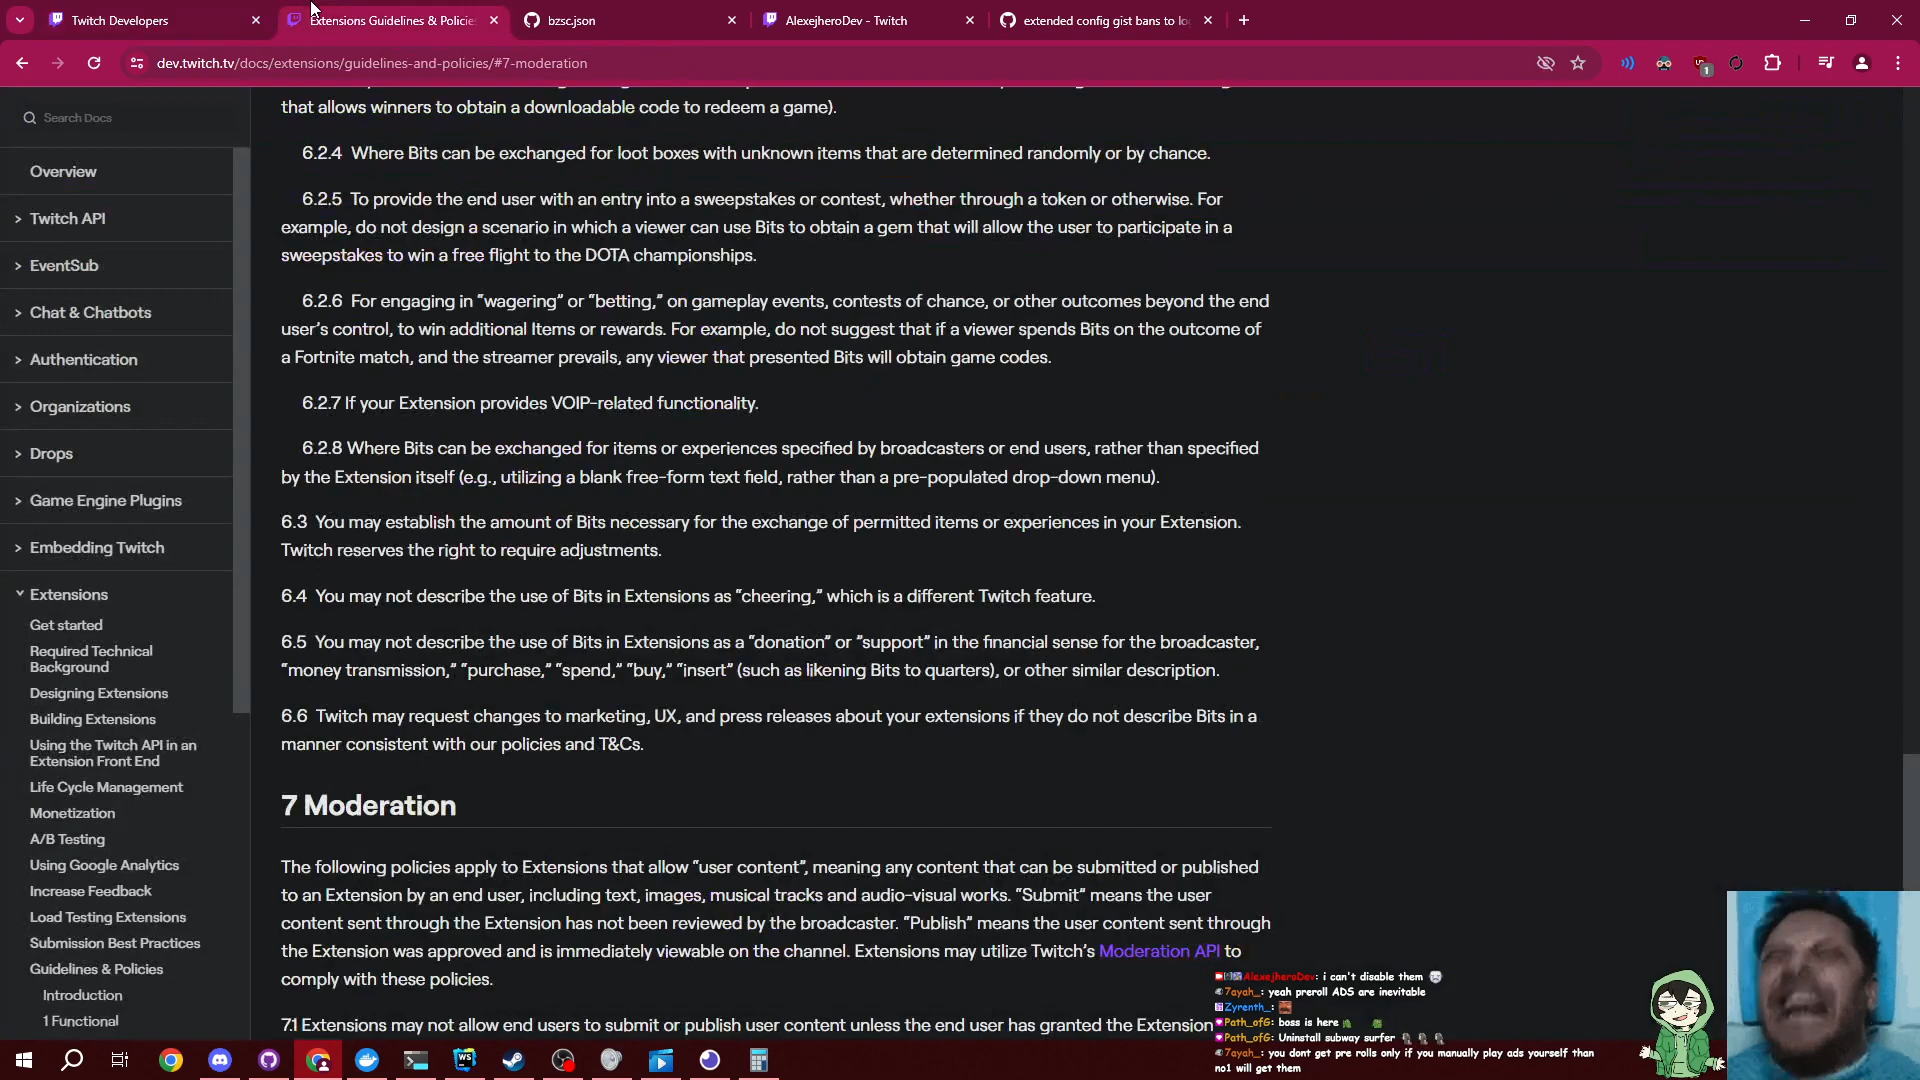 Twitch Developers
Extensions Guidelines & Policie
bzsc.json
AlexejheroDev - Twitch
extended config gist bans to lo
dev.twitch.tv/docs/extensions/guidelines-and-policies/#7-moderation
1
Search Docs
Overview
Twitch API
EventSub
Chat & Chatbots
Authentication
Organizations
Drops
Game Engine Plugins
Embedding Twitch
Extensions
Get started
Required Technical
Background
Designing Extensions
Building Extensions
Using the Twitch API in an
Extension Front End
Life Cycle Management
Monetization
A/B Testing
Using Google Analytics
Increase Feedback
Load Testing Extensions
Submission Best Practices
Guidelines & Policies
Introduction
1 Functional
that allows winners to obtain a downloadable code to redeem a game).
6.2.4 Where Bits can be exchanged for loot boxes with unknown items that are determined randomly or by chance.
6.2.5 To provide the end user with an entry into a sweepstakes or contest, whether through a token or otherwise. For
example, do not design a scenario in which a viewer can use Bits to obtain a gem that will allow the user to participate in a
sweepstakes to win a free flight to the DOTA championships.
6.2.6 For engaging in “wagering” or “betting,” on gameplay events, contests of chance, or other outcomes beyond the end
user’s control, to win additional Items or rewards. For example, do not suggest that if a viewer spends Bits on the outcome of
a Fortnite match, and the streamer prevails, any viewer that presented Bits will obtain game codes.
6.2.7 If your Extension provides VOIP-related functionality.
6.2.8 Where Bits can be exchanged for items or experiences specified by broadcasters or end users, rather than specified
by the Extension itself (e.g., utilizing a blank free-form text field, rather than a pre-populated drop-down menu).
6.3 You may establish the amount of Bits necessary for the exchange of permitted items or experiences in your Extension.
Twitch reserves the right to require adjustments.
6.4 You may not describe the use of Bits in Extensions as “cheering,” which is a different Twitch feature.
6.5 You may not describe the use of Bits in Extensions as a “donation” or ”support” in the financial sense for the broadcaster,
“money transmission,” “purchase,” “spend,” “buy,” “insert” (such as likening Bits to quarters), or other similar description.
6.6 Twitch may request changes to marketing, UX, and press releases about your extensions if they do not describe Bits in a
manner consistent with our policies and T&Cs.
7 Moderation
The following policies apply to Extensions that allow “user content”, meaning any content that can be submitted or published
to an Extension by an end user, including text, images, musical tracks and audio-visual works. “Submit” means the user
content sent through the Extension has not been reviewed by the broadcaster. “Publish” means the user content sent through
the Extension was approved and is immediately viewable on the channel. Extensions may utilize Twitch’s Moderation API to
comply with these policies.
7.1 Extensions may not allow end users to submit or publish user content unless the end user has granted the Extension
AlexejheroDev: i can't disable them
7ayah_: yeah preroll ADS are inevitable
Zyrenth_:
Path_ofG: boss is here
Path_ofG: Uninstall subway surfer
7ayah_: you dont get pre rolls only if you manually play ads yourself than
no1 will get them